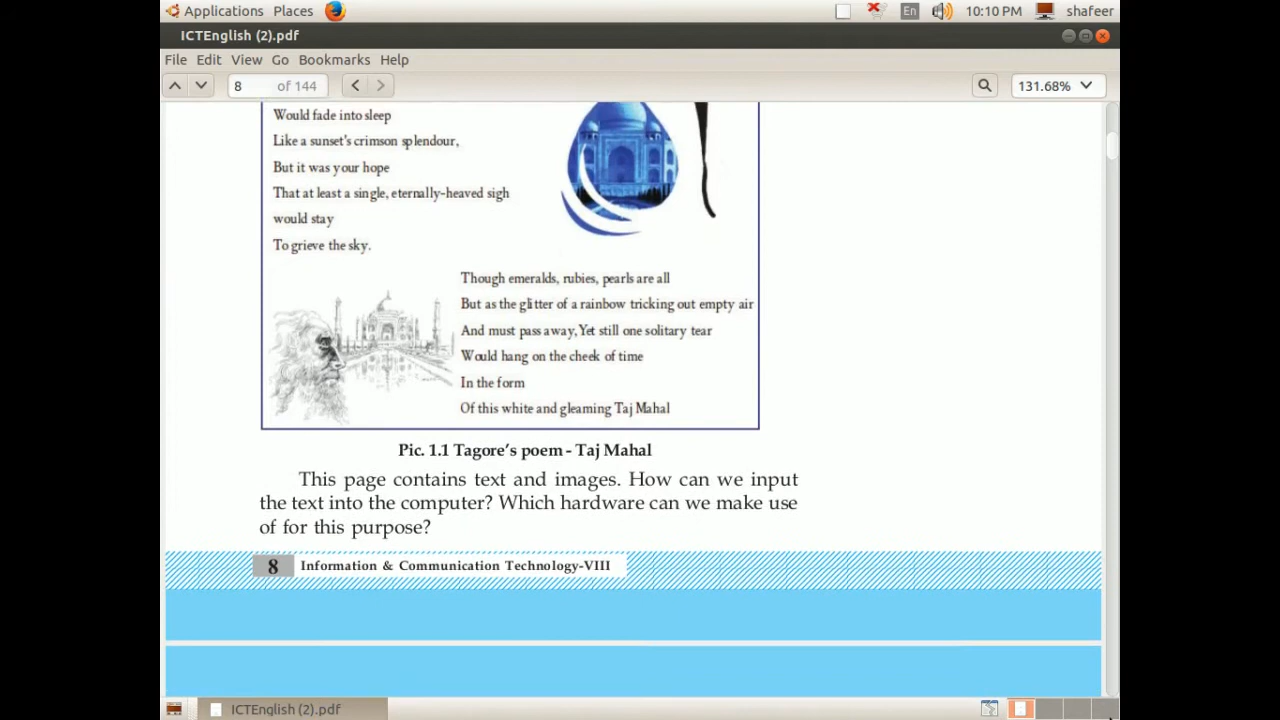 Applications Places En 10:10 PM shafeer
ICTEnglish (2).pdf
File Edit View Go Bookmarks Help
8 of 144 131.68%
Would fade into sleep
Like a sunset's crimson splendour,
But it was your hope
That at least a single, eternally-heaved sigh
would stay
To grieve the sky.
Though emeralds, rubies, pearls are all
But as the glitter of a rainbow tricking out empty air
And must pass away, Yet still one solitary tear
Would hang on the cheek of time
In the form
Of this white and gleaming Taj Mahal
Pic. 1.1 Tagore's poem - Taj Mahal
This page contains text and images. How can we input
the text into the computer? Which hardware can we make use
of for this purpose?
8 Information & Communication Technology-VIII
ICTEnglish (2).pdf